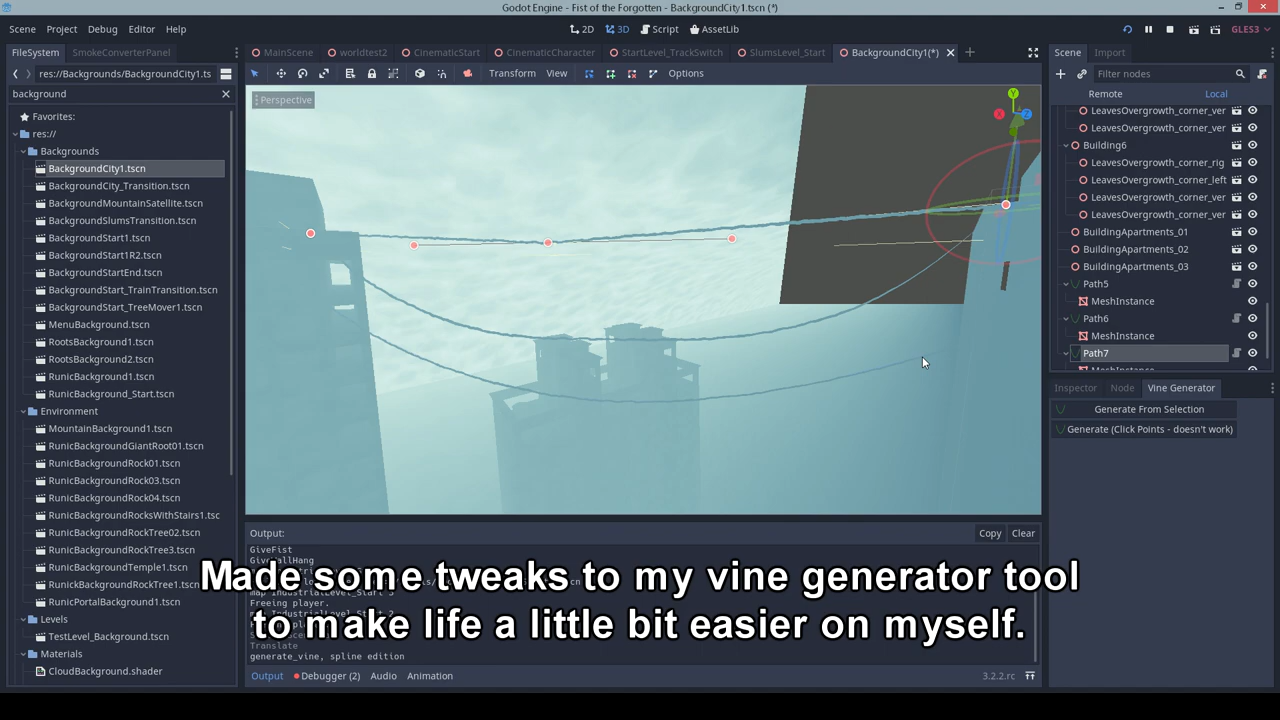 Godot Engine - Fist of the Forgotten - BackgroundCity1.tscn (*)
Scene Project Debug Editor Help
2D 3D Script AssetLib
GLES3
FileSystem SmokeConverterPanel
MainScene worldtest2 CinematicStart CinematicCharacter StartLevel_TrackSwitch SlumsLevel_Start BackgroundCity1(*)
Scene Import
res://Backgrounds/BackgroundCity1.ts
Transform View Options
Filter nodes
background
Perspective
Y
X
Z
Remote Local
Favorites:
res://
Backgrounds
BackgroundCity1.tscn
BackgroundCity_Transition.tscn
BackgroundMountainSatellite.tscn
BackgroundSlumsTransition.tscn
BackgroundStart1.tscn
BackgroundStart1R2.tscn
BackgroundStartEnd.tscn
BackgroundStart_TrainTransition.tscn
BackgroundStart_TreeMover1.tscn
MenuBackground.tscn
RootsBackground1.tscn
RootsBackground2.tscn
RunicBackground1.tscn
RunicBackground_Start.tscn
Environment
MountainBackground1.tscn
RunicBackgroundGiantRoot01.tscn
RunicBackgroundRock01.tscn
RunicBackgroundRock03.tscn
RunicBackgroundRock04.tscn
RunicBackgroundRocksWithStairs1.tsc
RunicBackgroundRockTree02.tscn
RunicBackgroundRockTree3.tscn
RunicBackgroundTemple1.tscn
RunickBackgroundRockTree1.tscn
RunicPortalBackground1.tscn
Levels
TestLevel_Background.tscn
Materials
CloudBackground.shader
LeavesOvergrowth_corner_ver
LeavesOvergrowth_corner_ver
Building6
LeavesOvergrowth_corner_rig
LeavesOvergrowth_corner_left
LeavesOvergrowth_corner_ver
LeavesOvergrowth_corner_ver
BuildingApartments_01
BuildingApartments_02
BuildingApartments_03
Path5
MeshInstance
Path6
MeshInstance
Path7
MeshInstance
Inspector Node Vine Generator
Generate From Selection
Generate (Click Points - doesn't work)
Output:
Copy Clear
GiveFist
Freeing player.
Translate
generate_vine, spline edition
Made some tweaks to my vine generator tool
to make life a little bit easier on myself.
Output Debugger (2) Audio Animation
3.2.2.rc